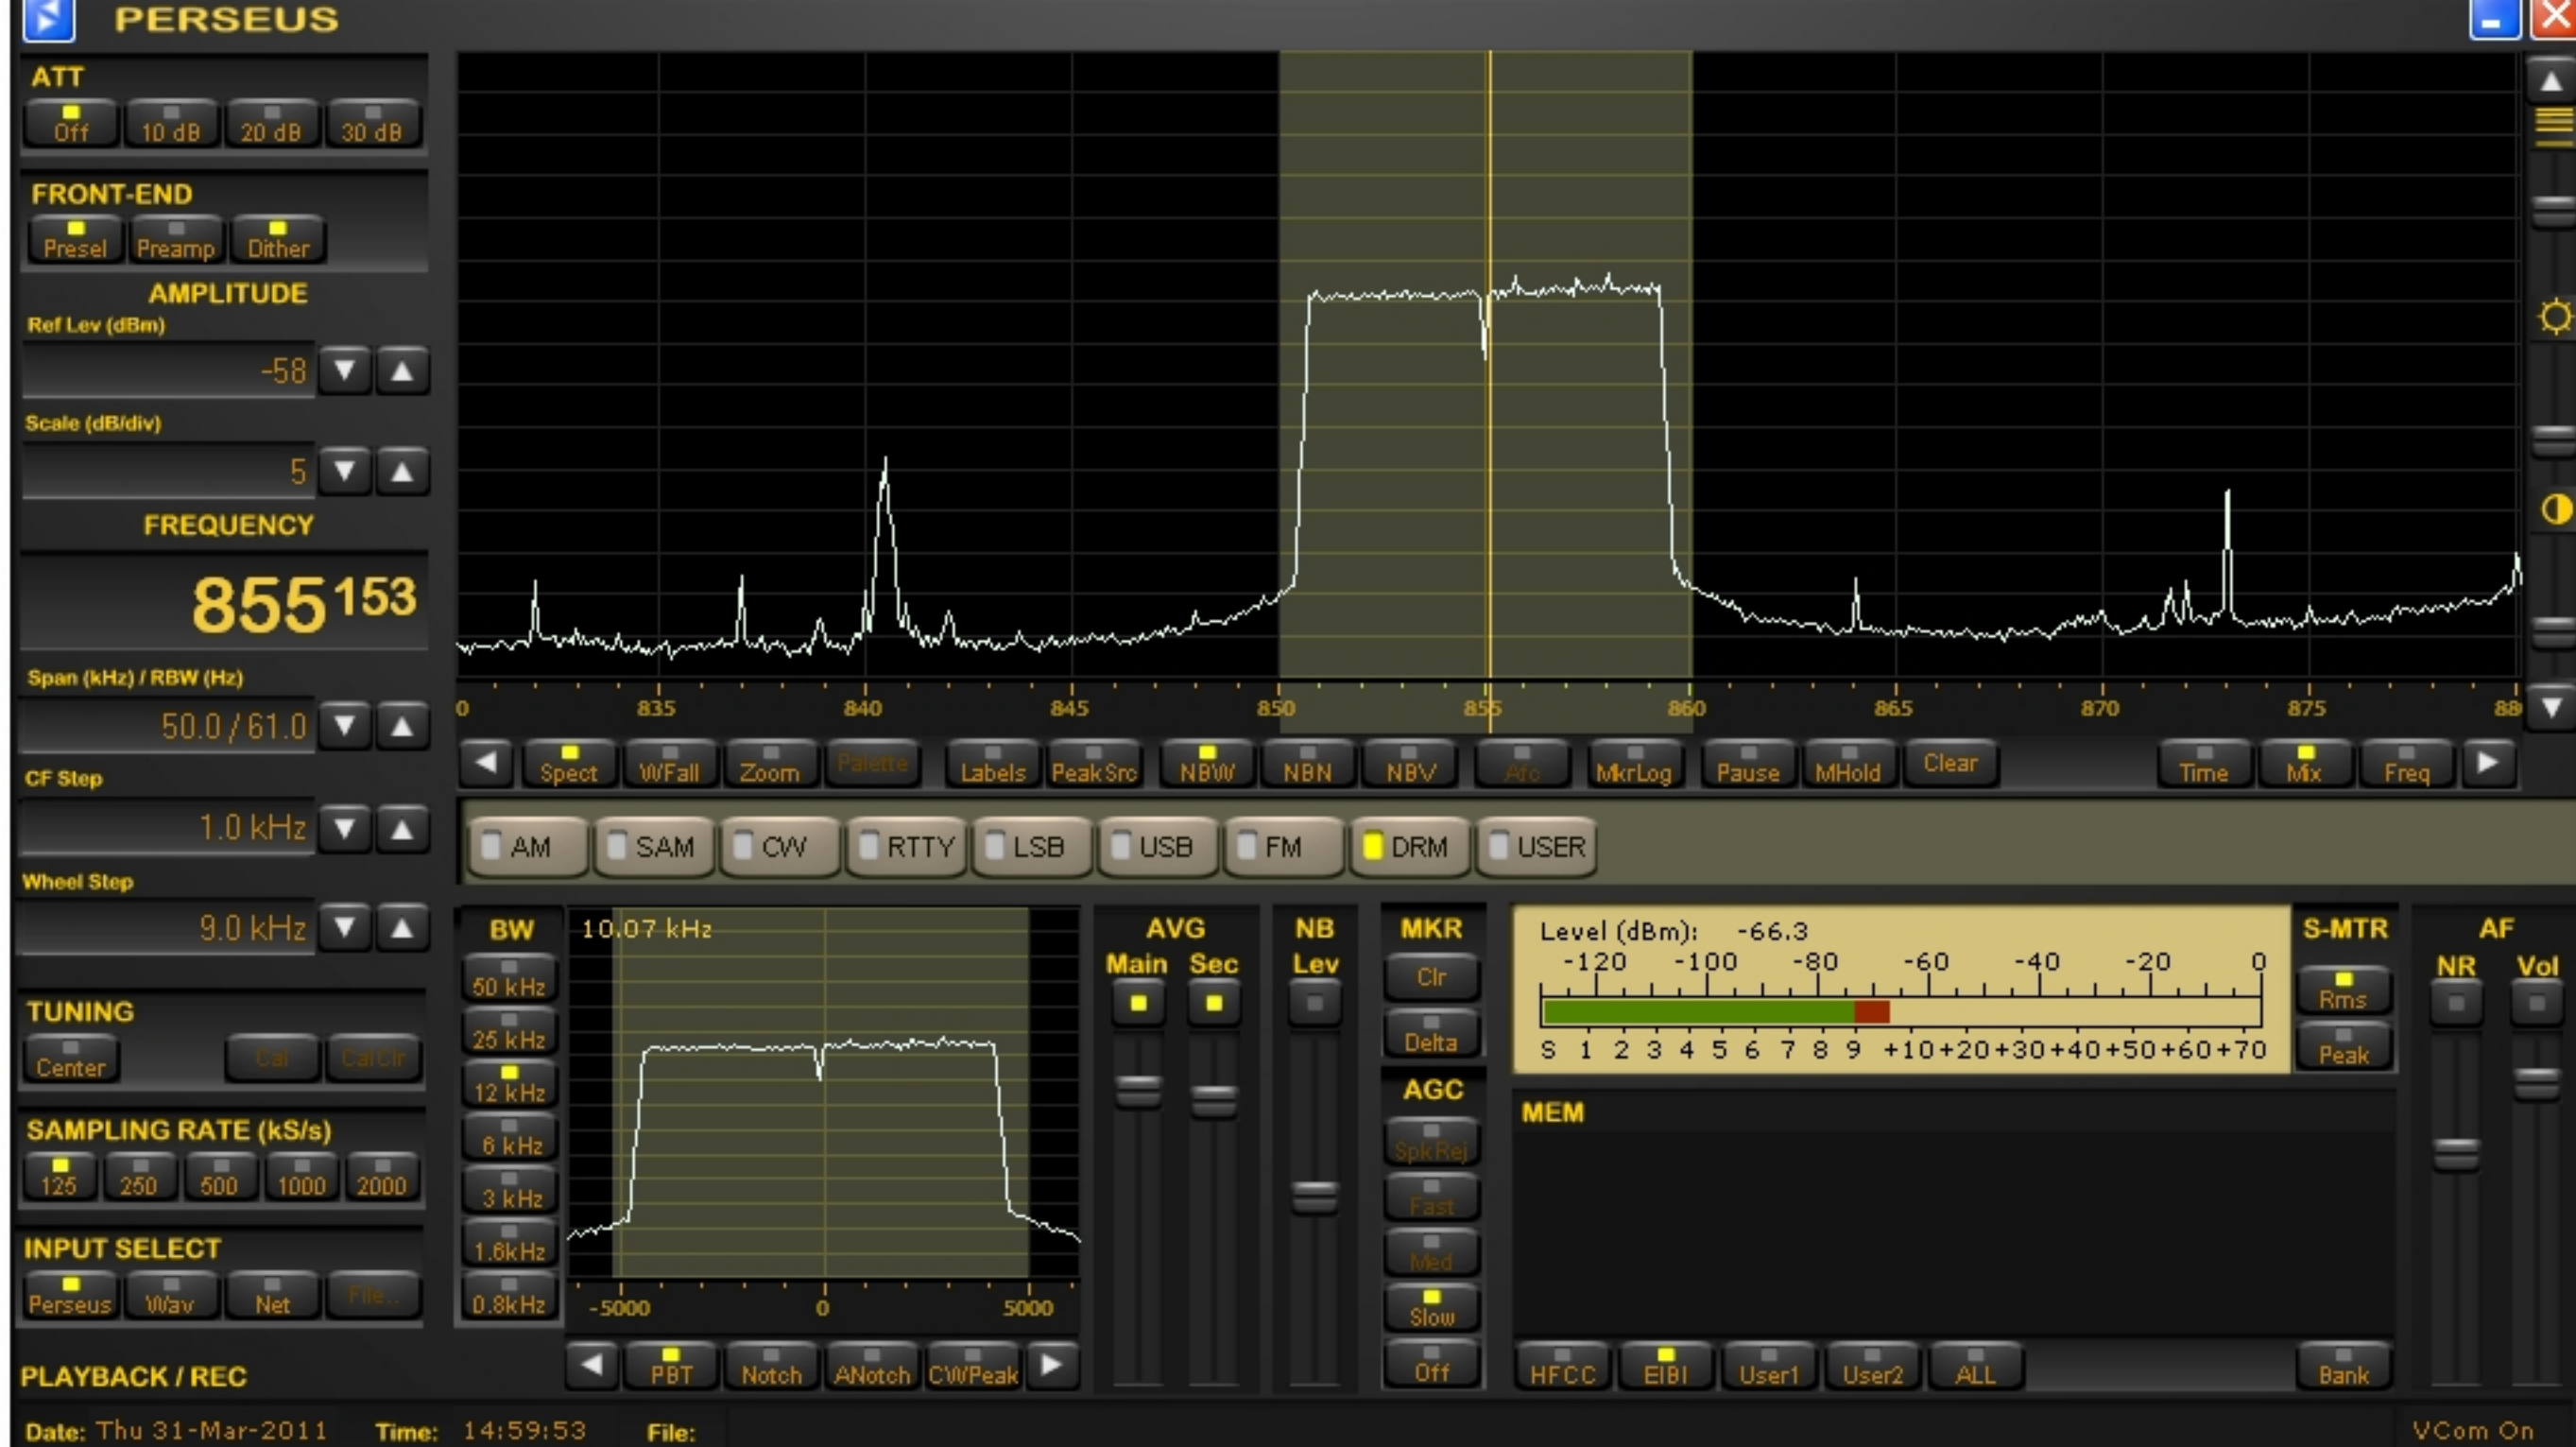 PERSEUS
ATT
Off 10 dB 20 dB 30 dB
FRONT-END
Presel Preamp Dither
AMPLITUDE
Ref Lev (dBm)
-58
Scale (dB/div)
5
FREQUENCY
855153
Span (kHz) / RBW (Hz)
50.0 / 61.0
CF Step
1.0 kHz
Wheel Step
9.0 kHz
TUNING
Center Cal CalClr
SAMPLING RATE (kS/s)
125 250 500 1000 2000
INPUT SELECT
Perseus Wav Net File..
PLAYBACK / REC
0 835 840 845 850 855 860 865 870 875 88
Spect WFall Zoom Palette Labels PeakSrc NBW NBN NBV Afc MkrLog Pause MHold Clear Time Mix Freq
AM SAM CW RTTY LSB USB FM DRM USER
BW
50 kHz
25 kHz
12 kHz
6 kHz
3 kHz
1.6kHz
0.8kHz
10.07 kHz
-5000 0 5000
PBT Notch ANotch CWPeak
AVG
Main Sec
NB
Lev
MKR
Clr
Delta
AGC
SpkRej
Fast
Med
Slow
Off
Level (dBm): -66.3
-120 -100 -80 -60 -40 -20 0
S 1 2 3 4 5 6 7 8 9 +10+20+30+40+50+60+70
S-MTR
Rms
Peak
AF
NR Vol
MEM
HFCC EIBI User1 User2 ALL Bank
Date: Thu 31-Mar-2011 Time: 14:59:53 File: VCom On